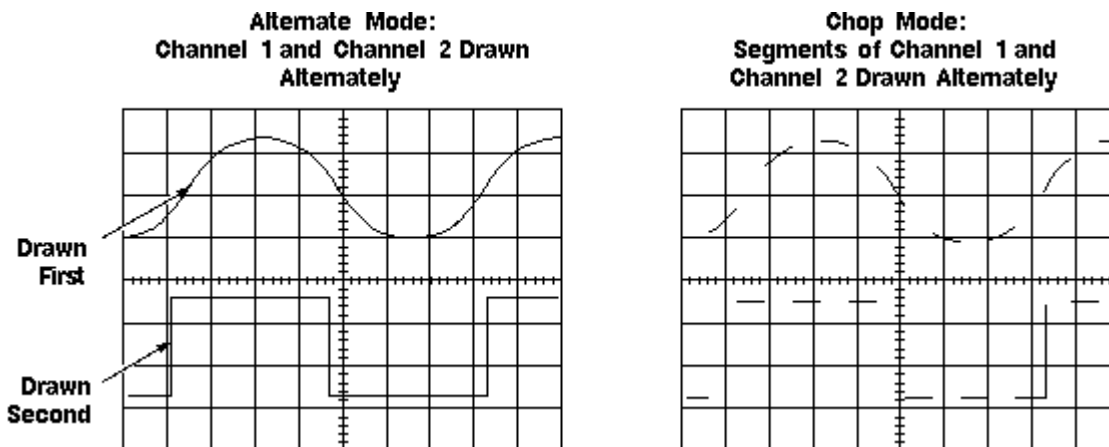 Alternate Mode:
Channel 1 and Channel 2 Drawn
Alternately
Drawn
First
Drawn
Second
Chop Mode:
Segments of Channel 1 and
Channel 2 Drawn Alternately